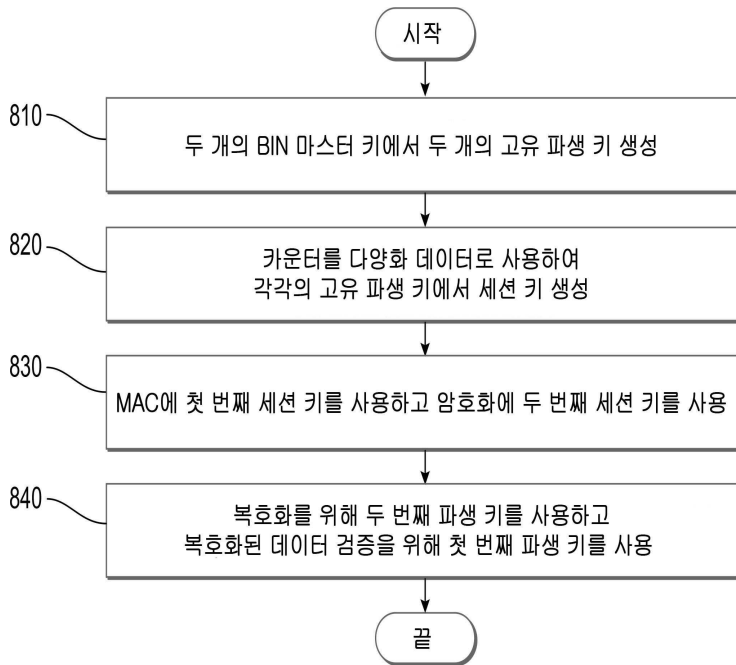 시작
810
두 개의 BIN 마스터 키에서 두 개의 고유 파생 키 생성
820
카운터를 다양화 데이터로 사용하여
각각의 고유 파생 키에서 세션 키 생성
830
MAC에 첫 번째 세션 키를 사용하고 암호화에 두 번째 세션 키를 사용
840
복호화를 위해 두 번째 파생 키를 사용하고
복호화된 데이터 검증을 위해 첫 번째 파생 키를 사용
끝